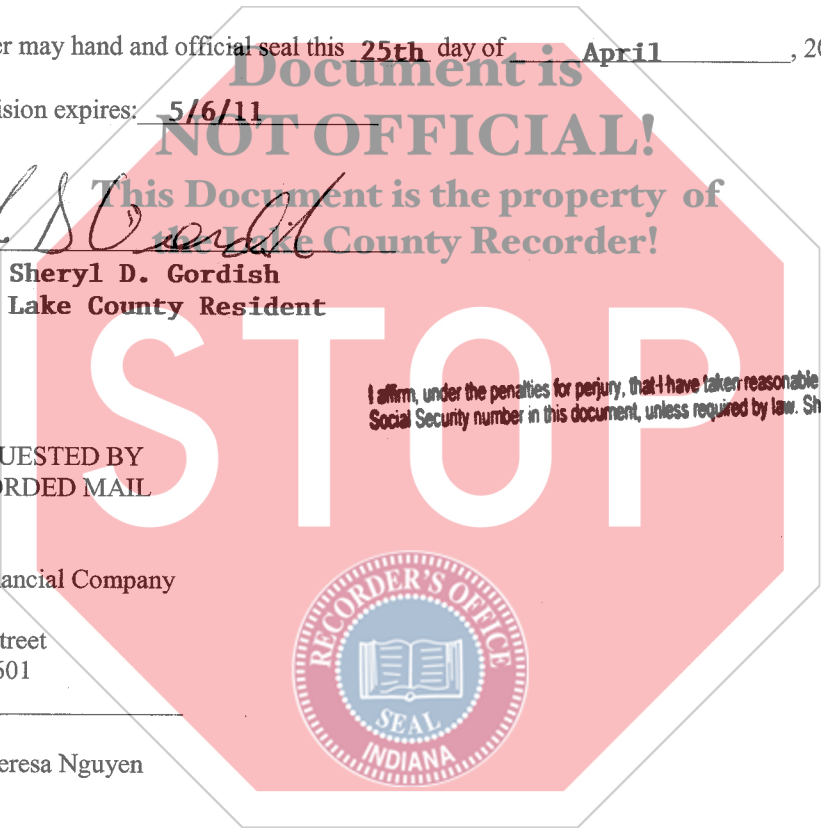 er may hand and official seal this 25th day of April, 20
Document is
ision expires: 5/6/11
NOT OFFICIAL!
This Document is the property of
the Lake County Recorder!
Sheryl D. Gordish
Lake County Resident
STOP
I affirm, under the penalties for perjury, that I have taken reasonable
Social Security number in this document, unless required by law. Sh
UESTED BY
ORDED MAIL
ancial Company
treet
601
RECORDER'S OFFICE
SEAL
INDIANA
eresa Nguyen